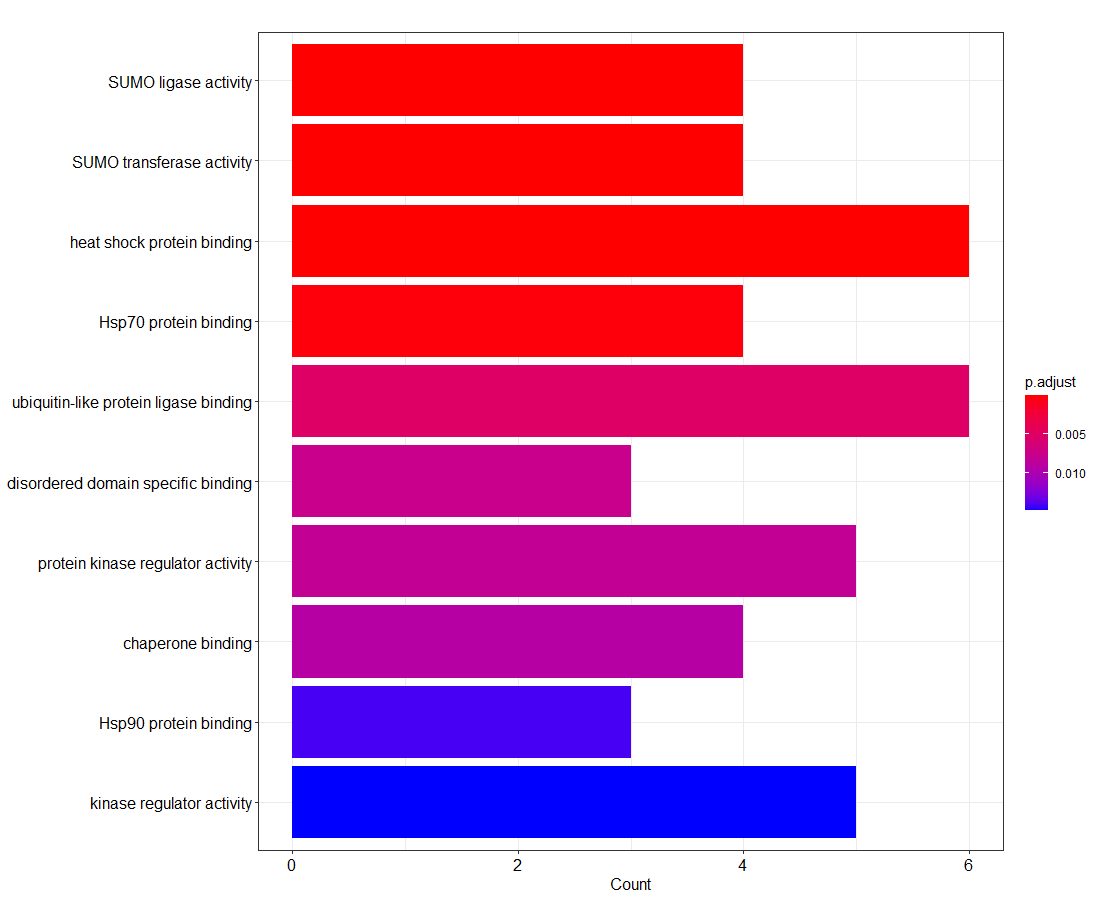 SUMO ligase activity
SUMO transferase activity
heat shock protein binding
Hsp70 protein binding
ubiquitin-like protein ligase binding
disordered domain specific binding
protein kinase regulator activity
chaperone binding
Hsp90 protein binding
kinase regulator activity
0 2 4 6
Count
p.adjust
0.005
0.010